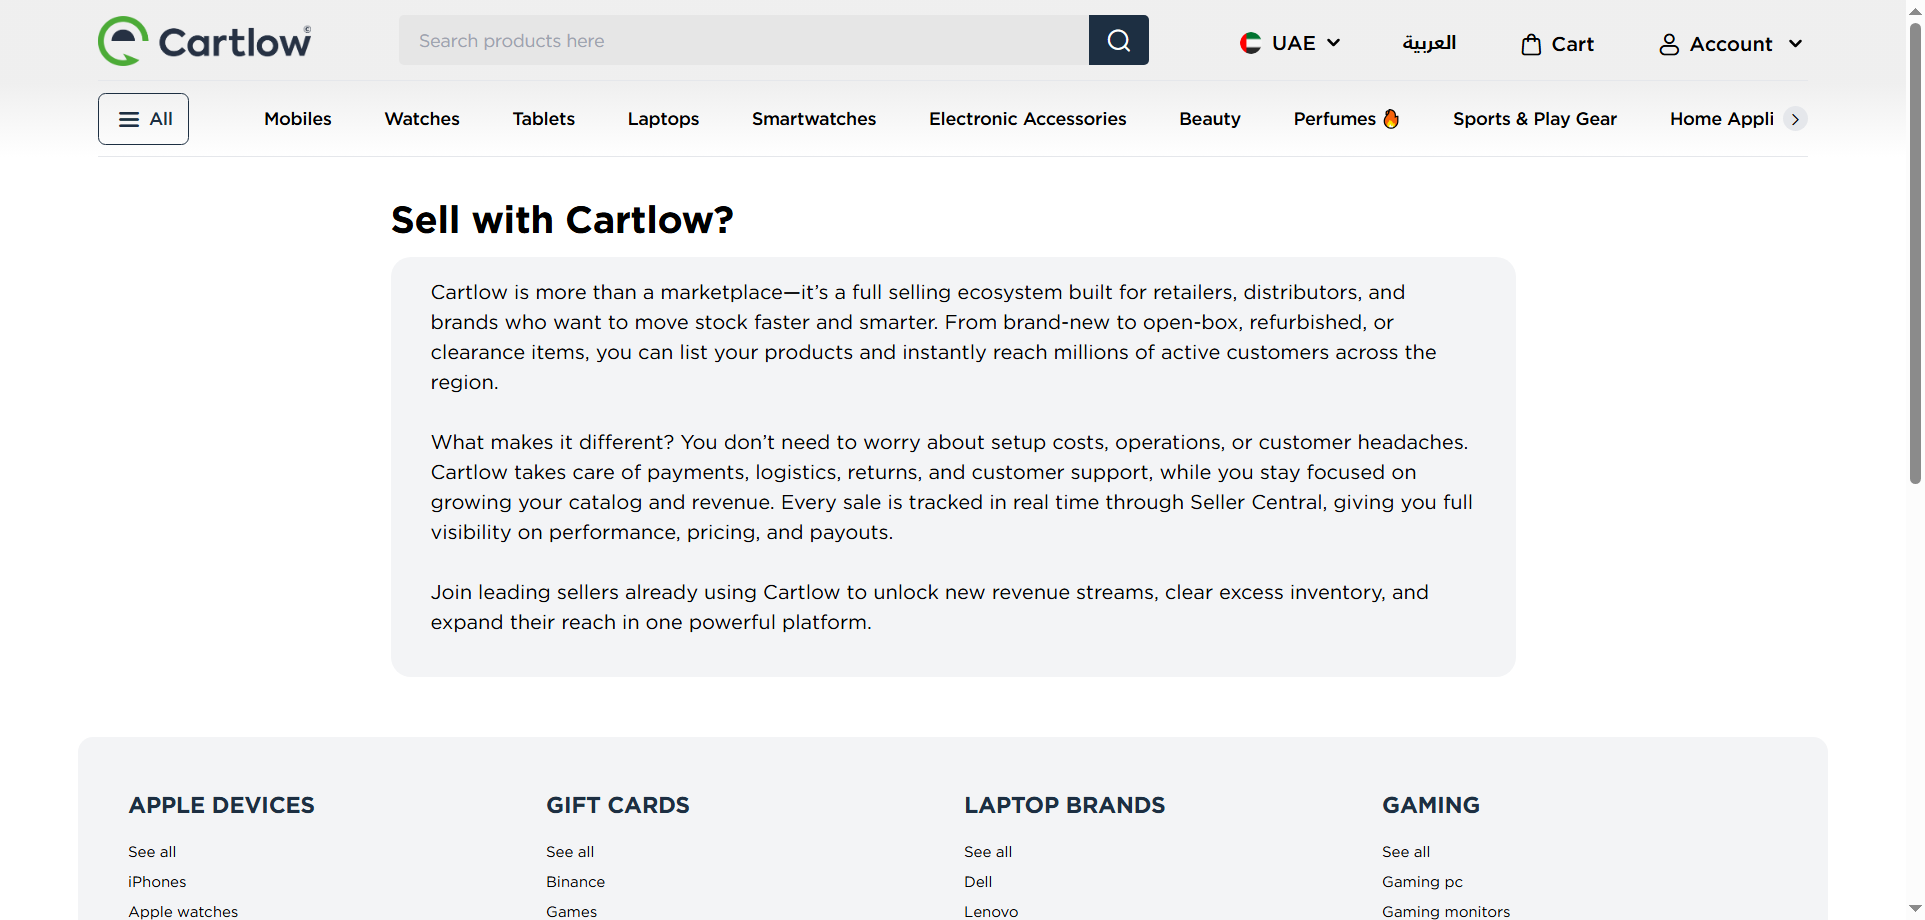 Cartlow©
Search products here
UAE
العربية
Cart
Account
All
Mobiles
Watches
Tablets
Laptops
Smartwatches
Electronic Accessories
Beauty
Perfumes 🔥
Sports & Play Gear
Home Appli
Sell with Cartlow?
Cartlow is more than a marketplace—it’s a full selling ecosystem built for retailers, distributors, and
brands who want to move stock faster and smarter. From brand-new to open-box, refurbished, or
clearance items, you can list your products and instantly reach millions of active customers across the
region.
What makes it different? You don’t need to worry about setup costs, operations, or customer headaches.
Cartlow takes care of payments, logistics, returns, and customer support, while you stay focused on
growing your catalog and revenue. Every sale is tracked in real time through Seller Central, giving you full
visibility on performance, pricing, and payouts.
Join leading sellers already using Cartlow to unlock new revenue streams, clear excess inventory, and
expand their reach in one powerful platform.
APPLE DEVICES
See all
iPhones
Apple watches
GIFT CARDS
See all
Binance
Games
LAPTOP BRANDS
See all
Dell
Lenovo
GAMING
See all
Gaming pc
Gaming monitors